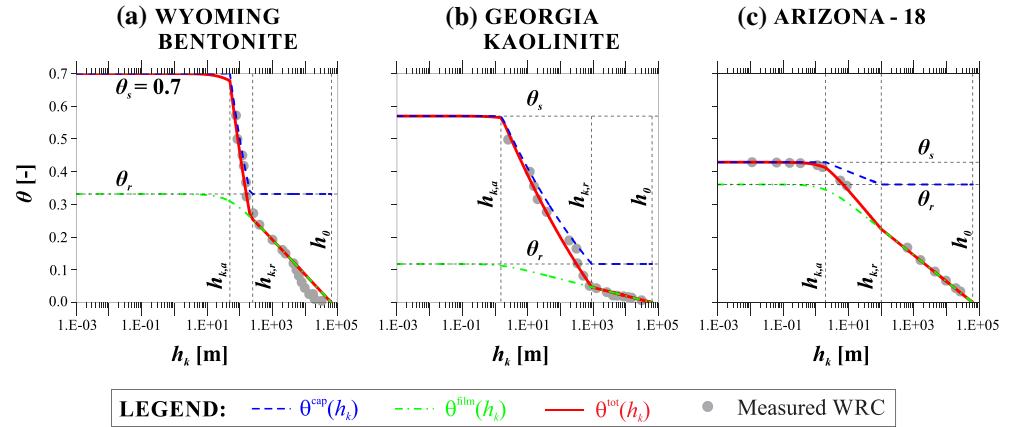 (a) WYOMING BENTONITE
(b) GEORGIA KAOLINITE
(c) ARIZONA - 18
θ [-]
0.7
0.6
0.5
0.4
0.3
0.2
0.1
0.0
θs = 0.7
θr
hk,a
hk,r
h0
1.E-03 1.E-01 1.E+01 1.E+03 1.E+05
hk [m]
θs
θr
hk,a
hk,r
h0
1.E-03 1.E-01 1.E+01 1.E+03 1.E+05
hk [m]
θs
θr
hk,a
hk,r
h0
1.E-03 1.E-01 1.E+01 1.E+03 1.E+05
hk [m]
LEGEND: θcap(hk) θfilm(hk) θtot(hk) Measured WRC